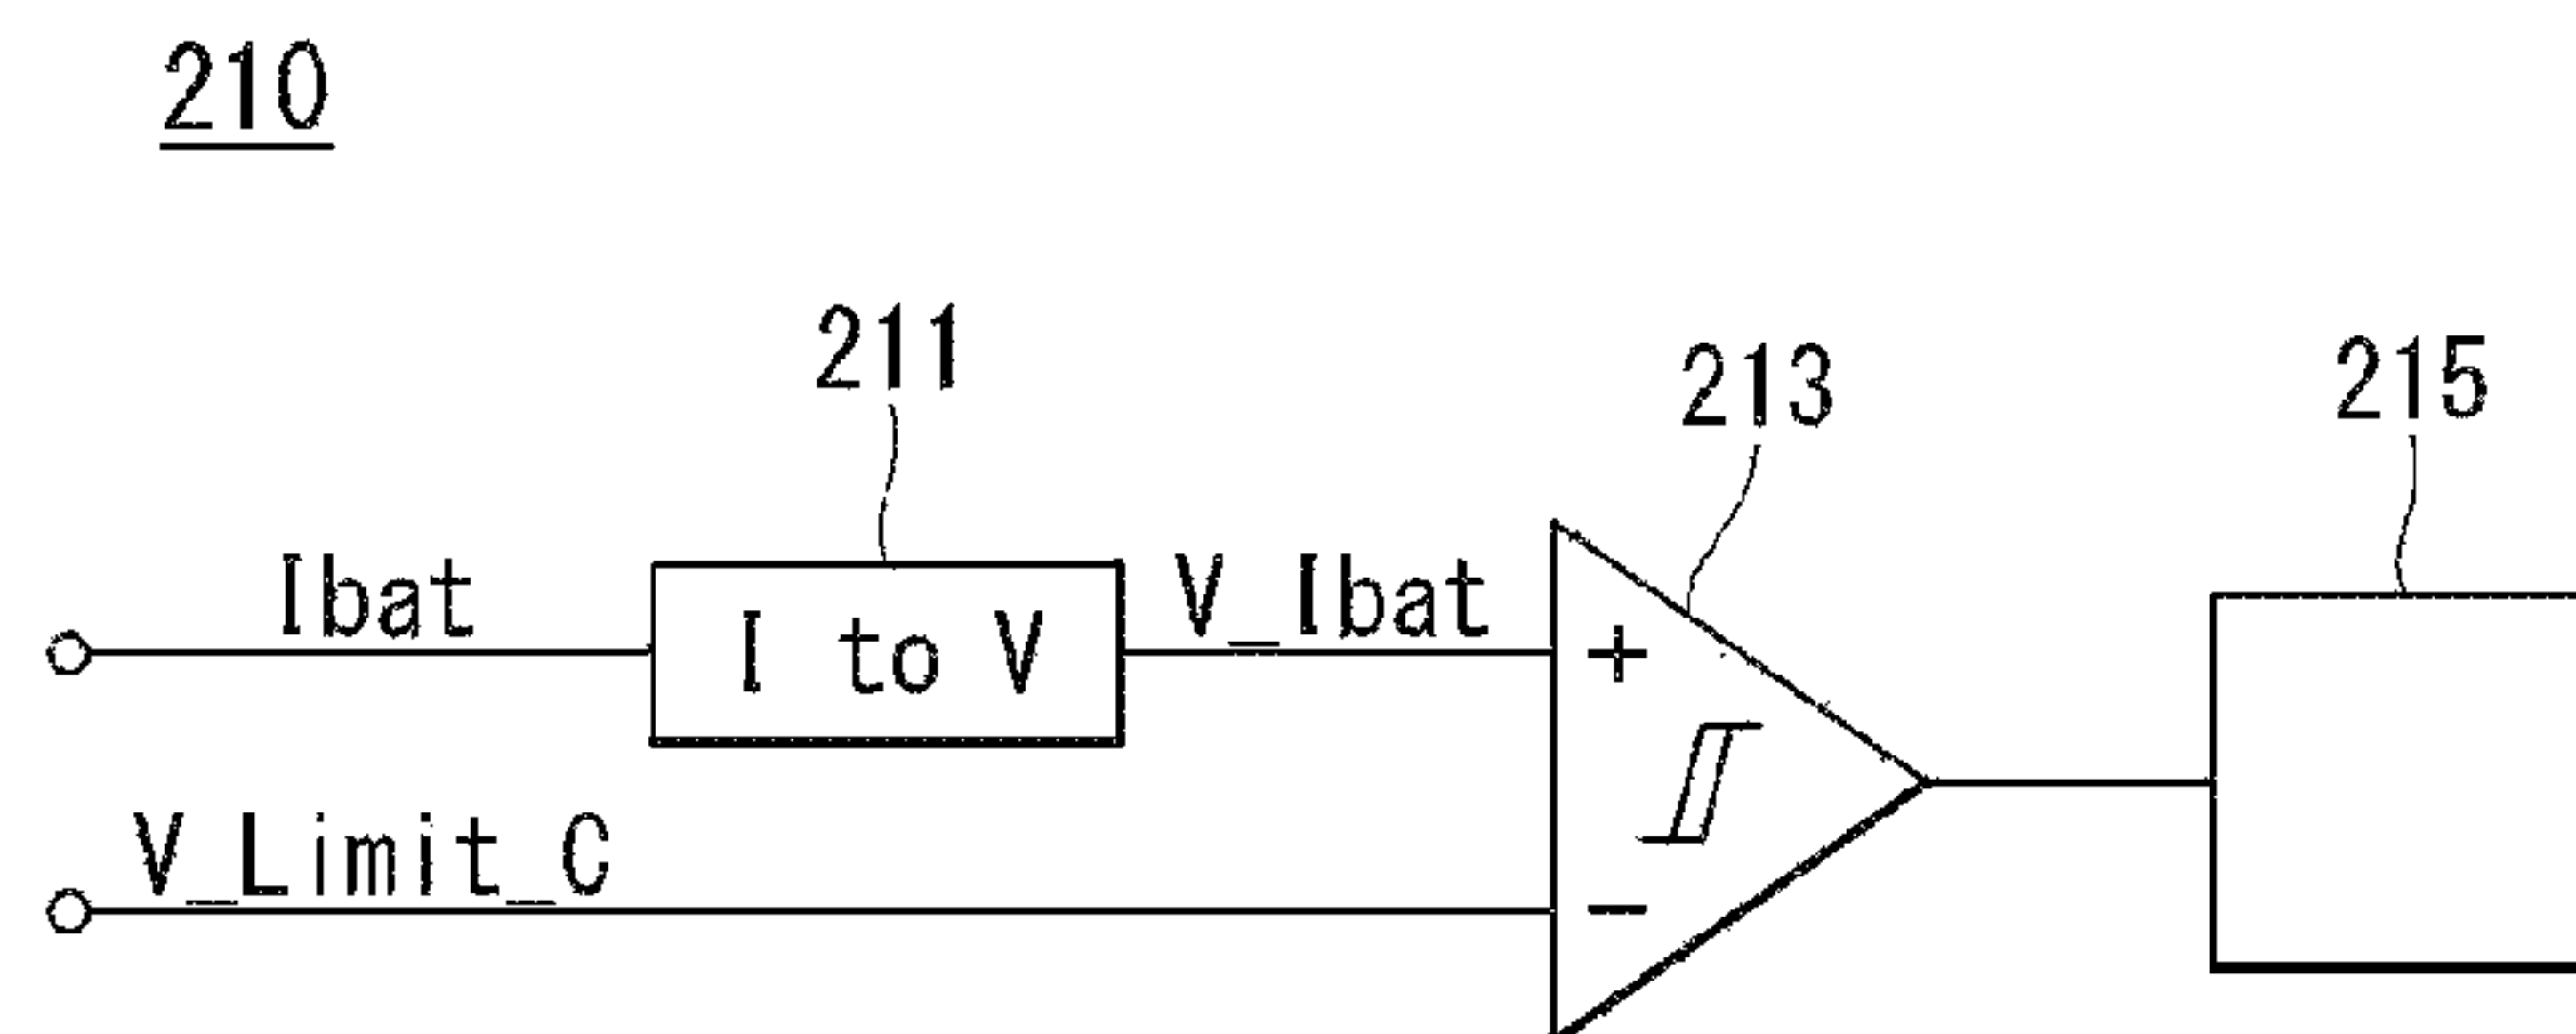 210
211
213
215
Ibat
I to V
V_Ibat
+
V_Limit_C
−